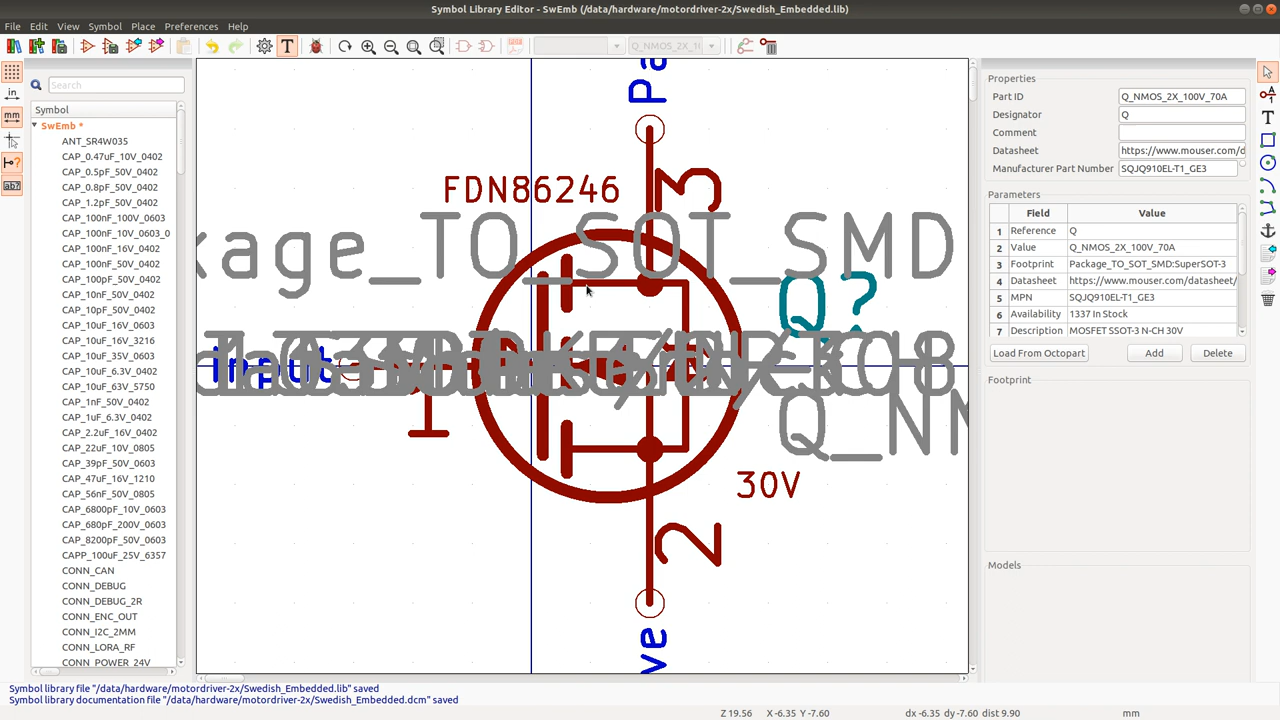 Symbol Library Editor - SwEmb (/data/hardware/motordriver-2x/Swedish_Embedded.lib)
File Edit View Symbol Place Preferences Help
T
Q_NMOS_2X_1(
in
mm
Search
Symbol
SwEmb *
ANT_SR4W035
CAP_0.47uF_10V_0402
CAP_0.5pF_50V_0402
CAP_0.8pF_50V_0402
CAP_1.2pF_50V_0402
CAP_100nF_100V_0603
CAP_100nF_10V_0603_0
CAP_100nF_16V_0402
CAP_100nF_50V_0402
CAP_100pF_50V_0402
CAP_10nF_50V_0402
CAP_10pF_50V_0402
CAP_10uF_16V_0603
CAP_10uF_16V_3216
CAP_10uF_35V_0603
CAP_10uF_6.3V_0402
CAP_10uF_63V_5750
CAP_1nF_50V_0402
CAP_1uF_6.3V_0402
CAP_2.2uF_16V_0402
CAP_22uF_10V_0805
CAP_39pF_50V_0603
CAP_47uF_16V_1210
CAP_56nF_50V_0805
CAP_6800pF_10V_0603
CAP_680pF_200V_0603
CAP_8200pF_50V_0603
CAPP_100uF_25V_6357
CONN_CAN
CONN_DEBUG
CONN_DEBUG_2R
CONN_ENC_OUT
CONN_I2C_2MM
CONN_LORA_RF
CONN_POWER_24V
Pa
3
FDN86246
kage_TO_SOT_SMD
Q?
Input
1
Q_NM
30V
2
ve
Properties
Part ID Q_NMOS_2X_100V_70A
Designator Q
Comment
Datasheet https://www.mouser.com/d
Manufacturer Part Number SQJQ910EL-T1_GE3
Parameters
Field Value
1 Reference Q
2 Value Q_NMOS_2X_100V_70A
3 Footprint Package_TO_SOT_SMD:SuperSOT-3
4 Datasheet https://www.mouser.com/datasheet/
5 MPN SQJQ910EL-T1_GE3
6 Availability 1337 In Stock
7 Description MOSFET SSOT-3 N-CH 30V
Load From Octopart Add Delete
Footprint
Models
Symbol library file "/data/hardware/motordriver-2x/Swedish_Embedded.lib" saved
Symbol library documentation file "/data/hardware/motordriver-2x/Swedish_Embedded.dcm" saved
Z 19.56 X -6.35 Y -7.60 dx -6.35 dy -7.60 dist 9.90 mm